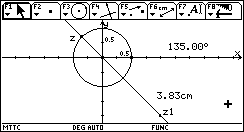 F1 F2 F3 F4 F5 F6 cm F7 A F8
y
z 0.5 135.00°
0.5 x
3.83cm
z1
MTTC DEG AUTO FUNC